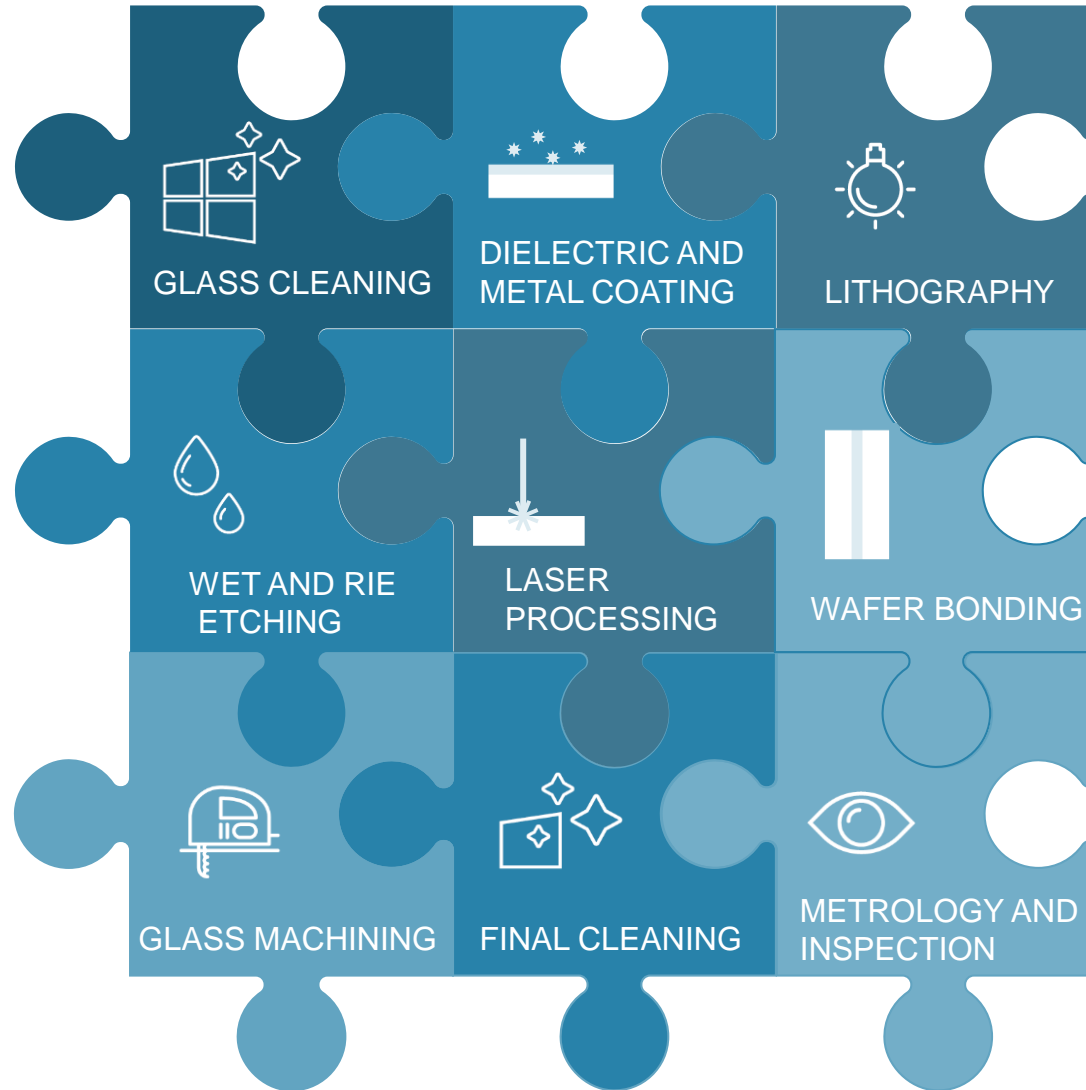 GLASS CLEANING
DIELECTRIC AND
METAL COATING
LITHOGRAPHY
WET AND RIE
ETCHING
LASER
PROCESSING
WAFER BONDING
GLASS MACHINING
FINAL CLEANING
METROLOGY AND
INSPECTION